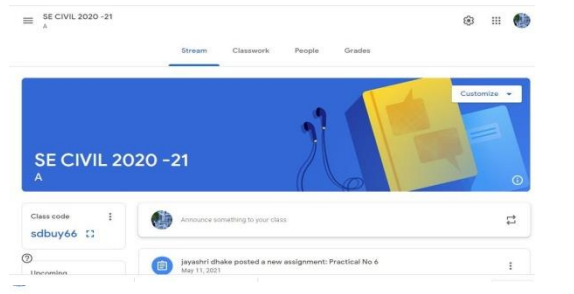 SE CIVIL 2020 -21
A
Stream Classwork People Grades
Customize
SE CIVIL 2020 -21
A
Class code
sdbuy66
Announce something to your class
jayashri dhake posted a new assignment: Practical No 6
May 11, 2021
Upcoming